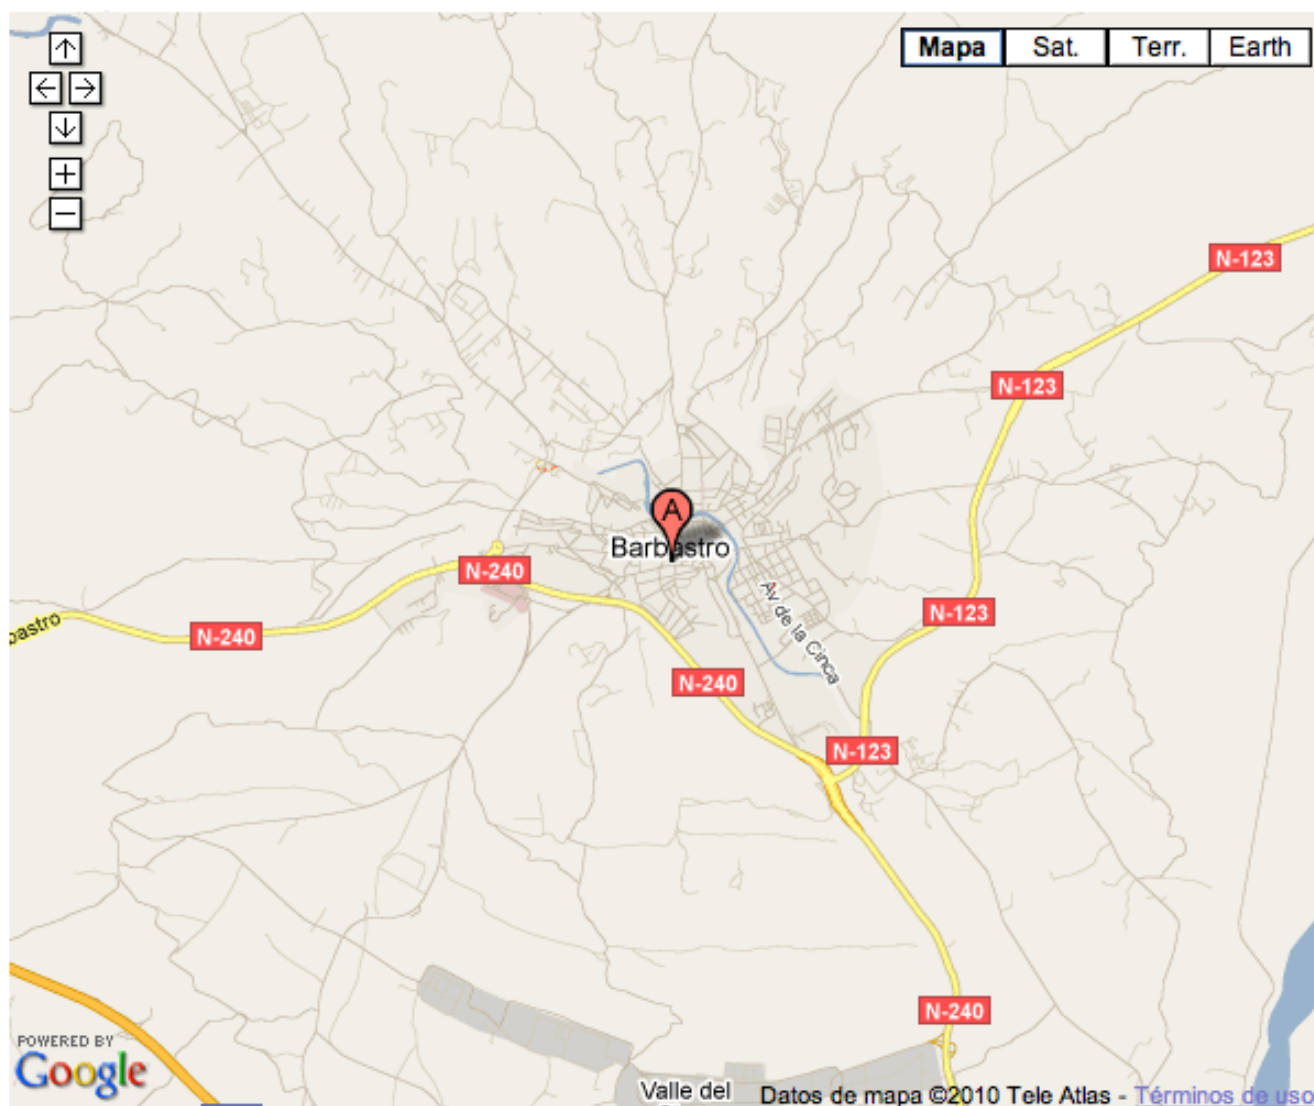 Mapa
Sat.
Terr.
Earth
N-123
N-123
A
Barbastro
N-240
Av de la Cinca
N-123
bastro
N-240
N-240
N-123
N-240
POWERED BY
Google
Valle del
Datos de mapa ©2010 Tele Atlas - Términos de uso